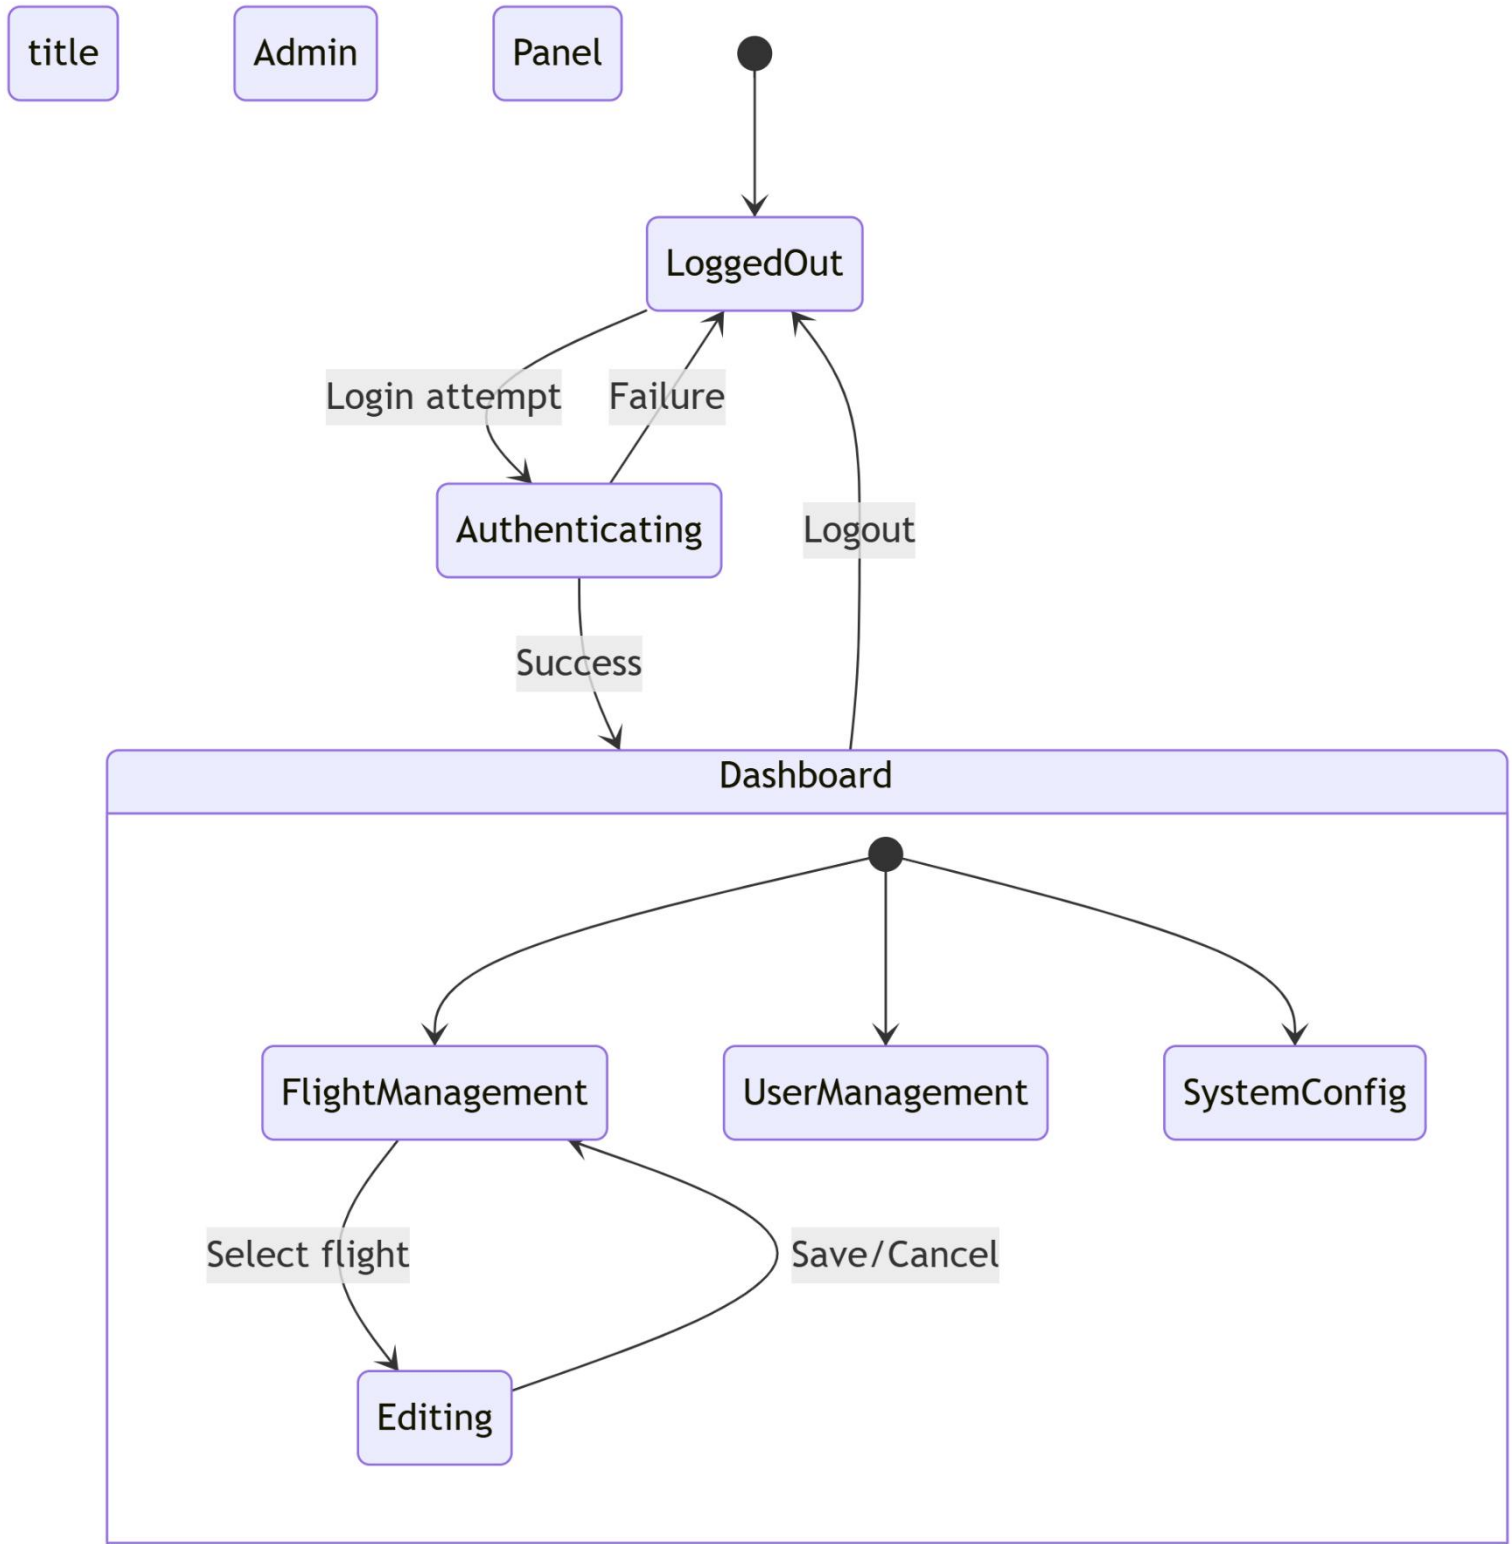 title
Admin
Panel
LoggedOut
Login attempt
Failure
Authenticating
Logout
Success
Dashboard
FlightManagement
UserManagement
SystemConfig
Select flight
Save/Cancel
Editing